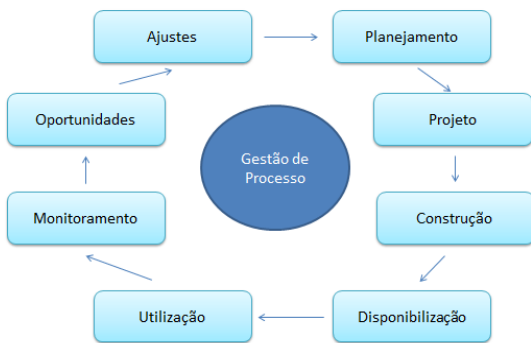 Ajustes
Planejamento
Oportunidades
Projeto
Gestão de
Processo
Monitoramento
Construção
Utilização
Disponibilização